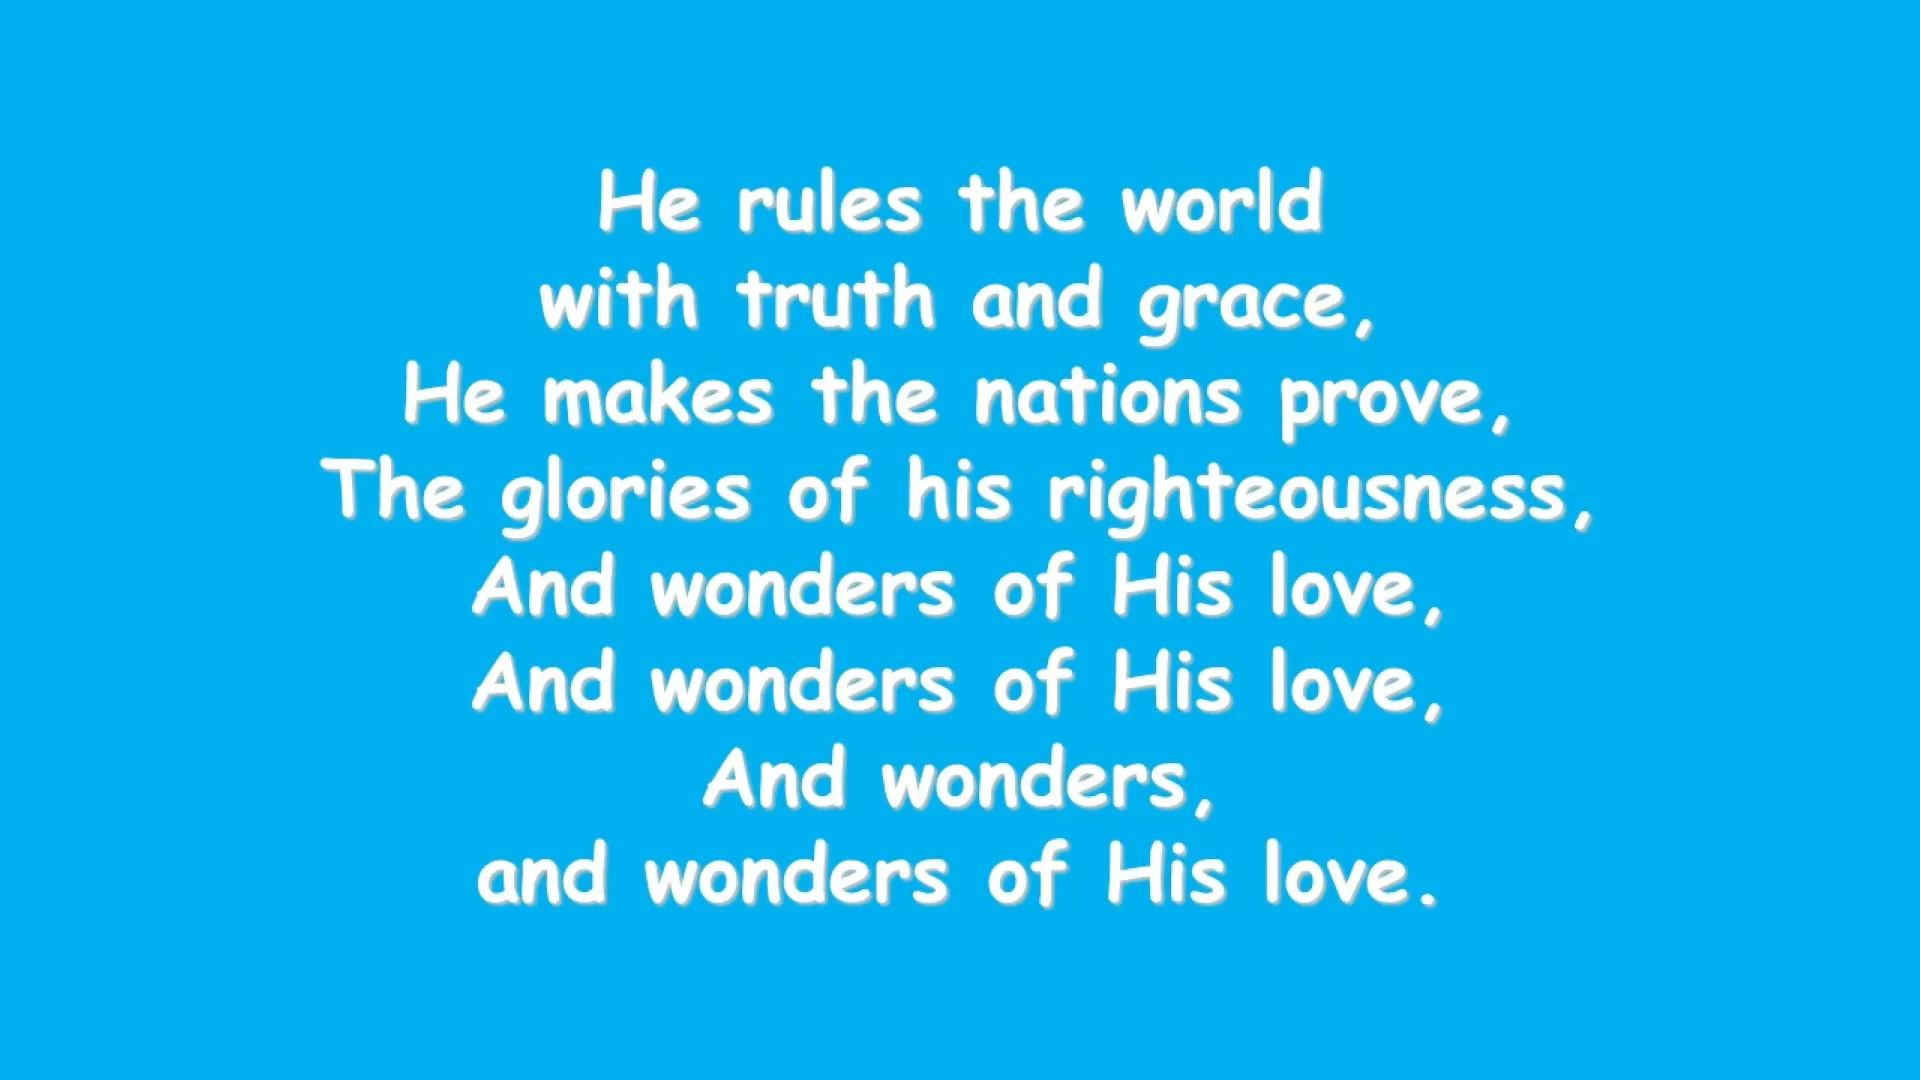 He rules the world
with truth and grace,
He makes the nations prove,
The glories of his righteousness,
And wonders of His love,
And wonders of His love,
And wonders,
and wonders of His love.